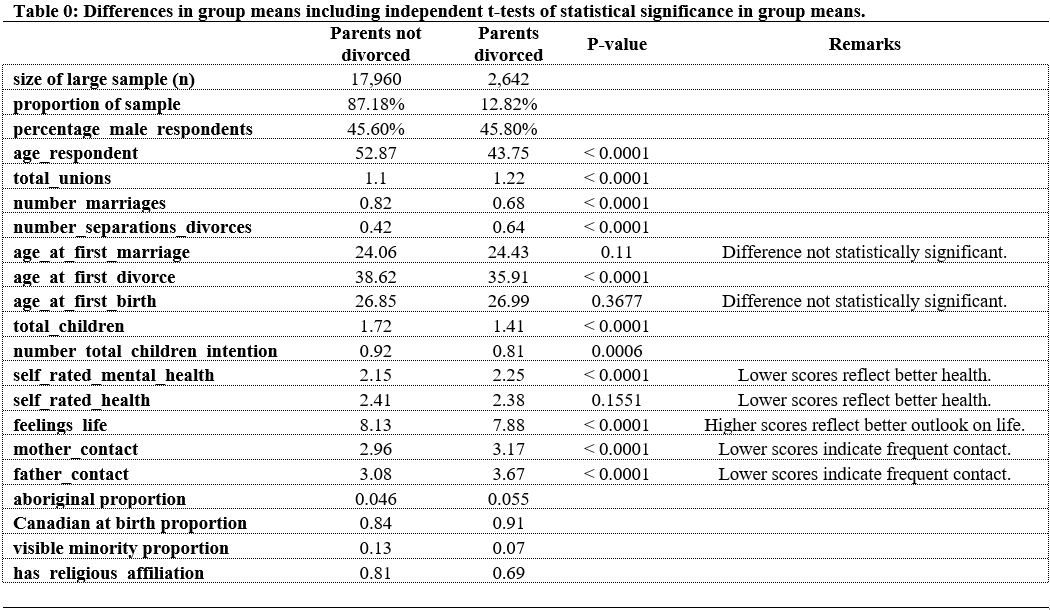 Table 0: Differences in group means including independent t-tests of statistical significance in group means.
Parents not divorced Parents divorced P-value Remarks
size of large sample (n) 17,960 2,642
proportion of sample 87.18% 12.82%
percentage_male_respondents 45.60% 45.80%
age_respondent 52.87 43.75 < 0.0001
total_unions 1.1 1.22 < 0.0001
number_marriages 0.82 0.68 < 0.0001
number_separations_divorces 0.42 0.64 < 0.0001
age_at_first_marriage 24.06 24.43 0.11 Difference not statistically significant.
age_at_first_divorce 38.62 35.91 < 0.0001
age_at_first_birth 26.85 26.99 0.3677 Difference not statistically significant.
total_children 1.72 1.41 < 0.0001
number_total_children_intention 0.92 0.81 0.0006
self_rated_mental_health 2.15 2.25 < 0.0001 Lower scores reflect better health.
self_rated_health 2.41 2.38 0.1551 Lower scores reflect better health.
feelings_life 8.13 7.88 < 0.0001 Higher scores reflect better outlook on life.
mother_contact 2.96 3.17 < 0.0001 Lower scores indicate frequent contact.
father_contact 3.08 3.67 < 0.0001 Lower scores indicate frequent contact.
aboriginal proportion 0.046 0.055
Canadian at birth proportion 0.84 0.91
visible minority proportion 0.13 0.07
has_religious_affiliation 0.81 0.69